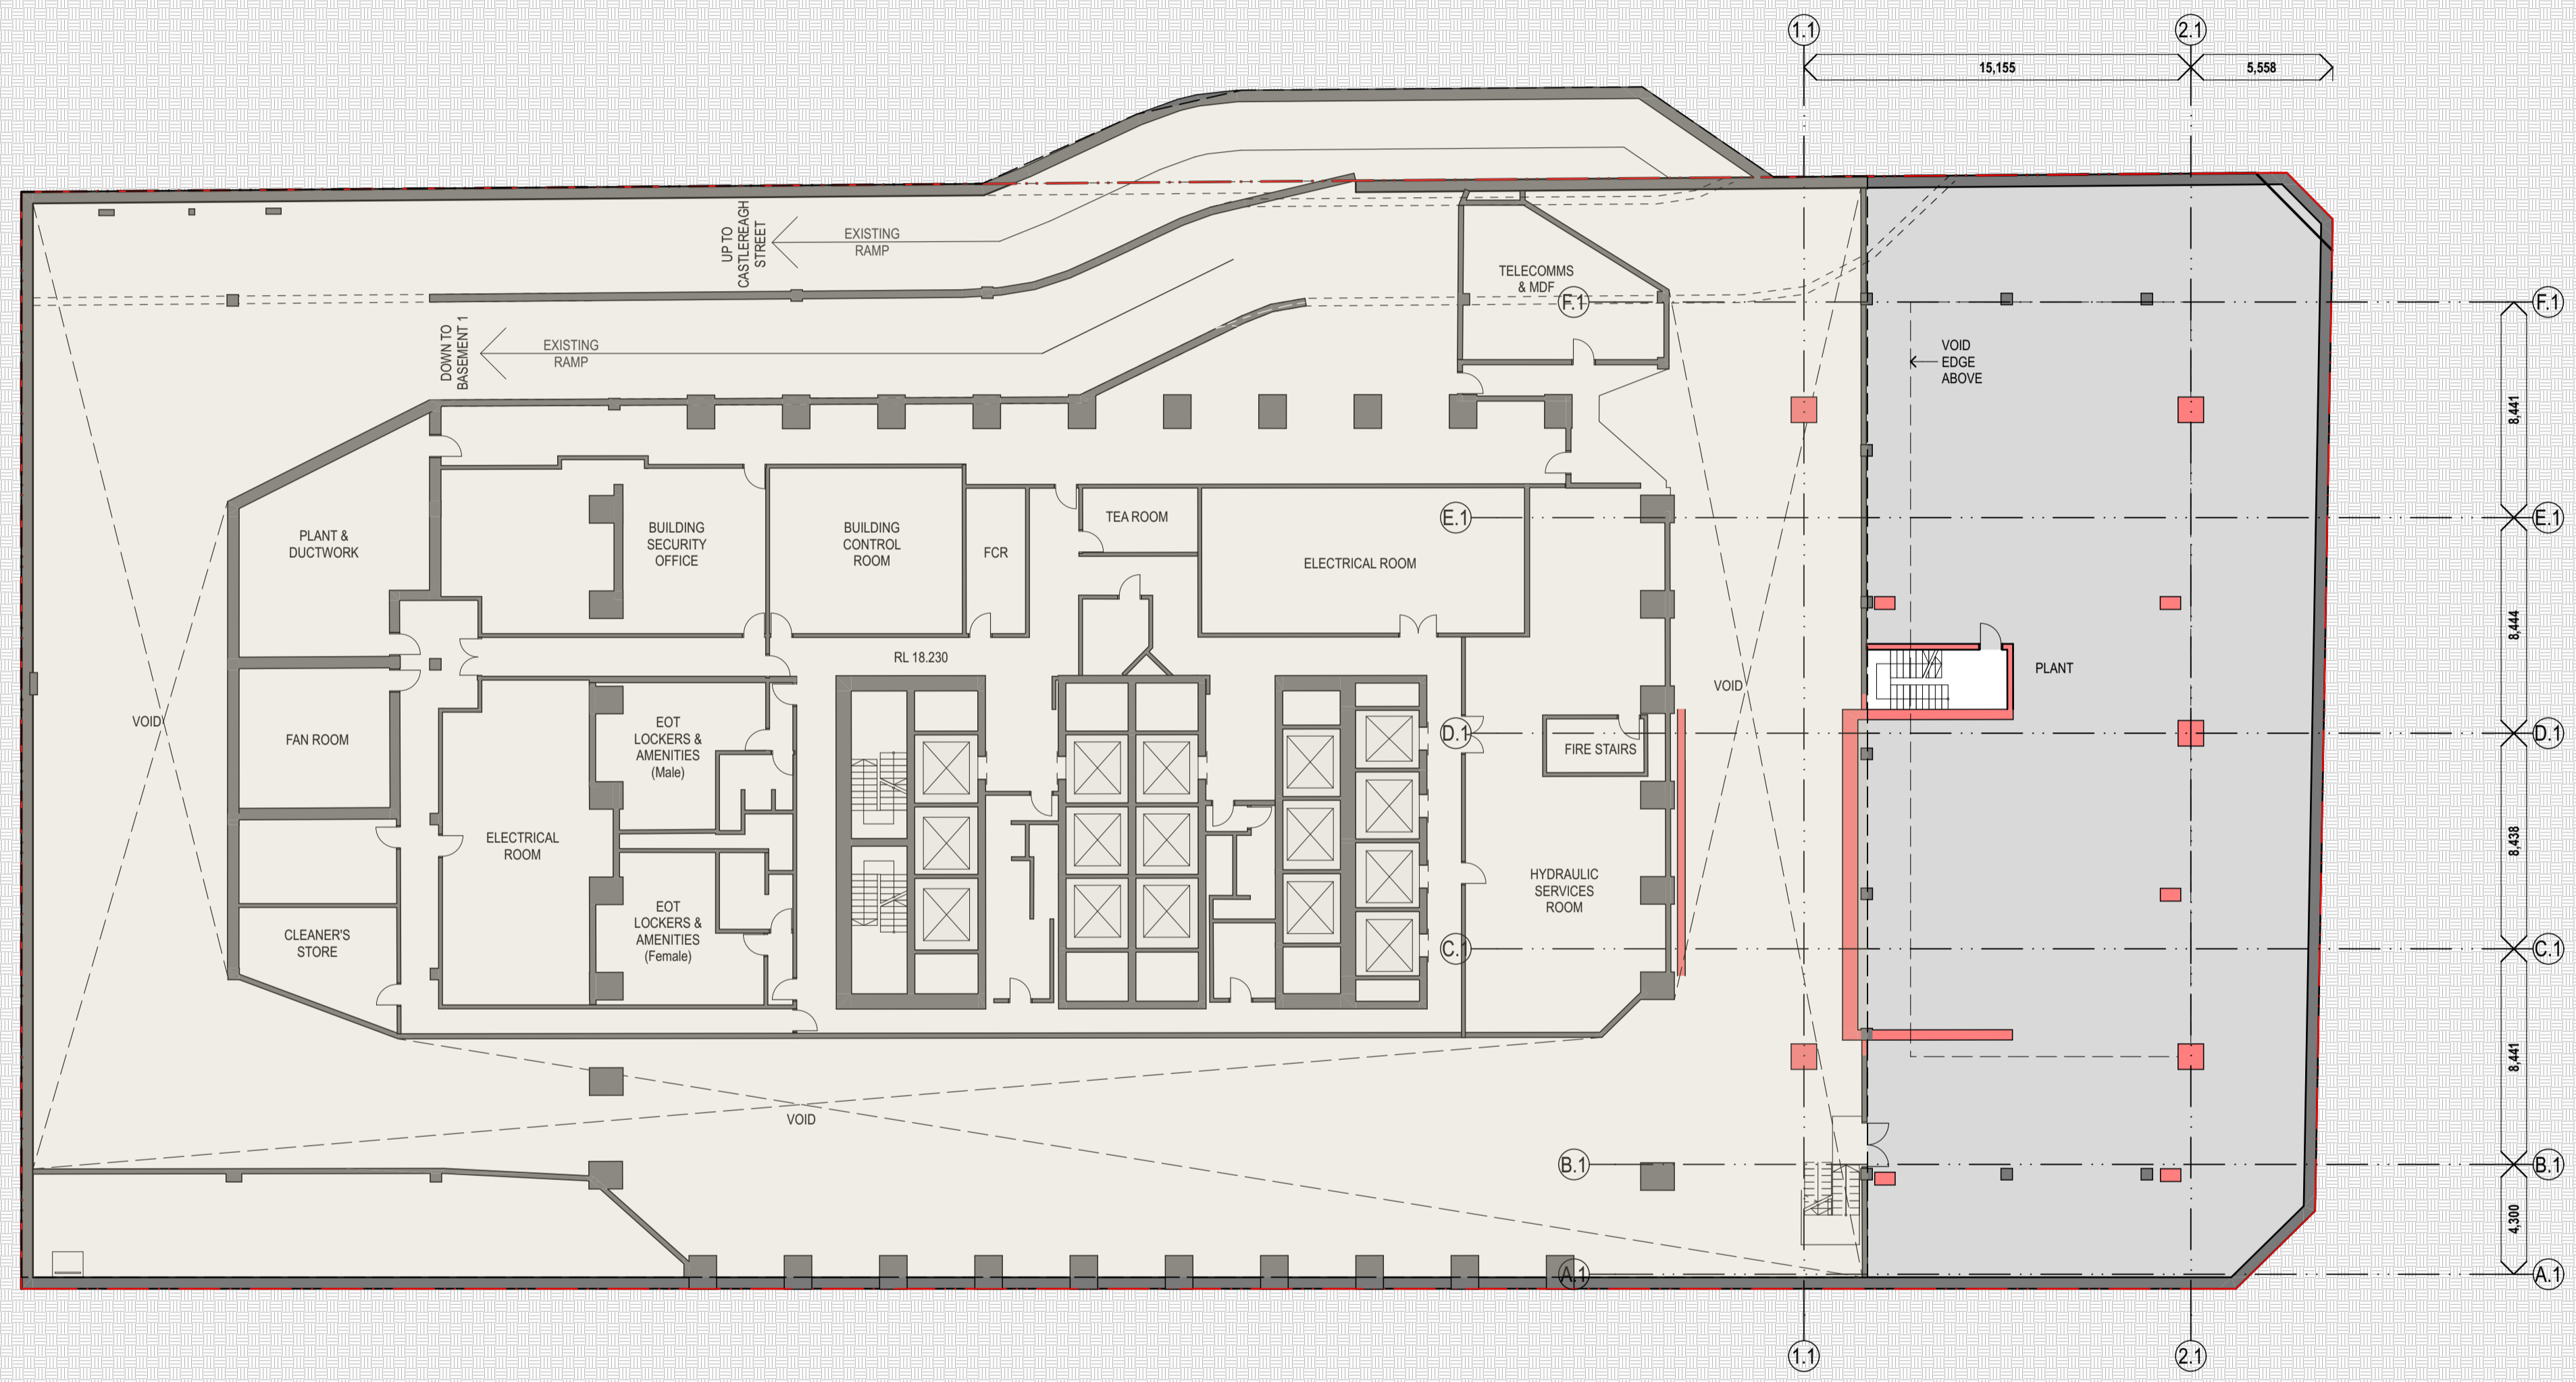 1.1
2.1
15,155
5,558
UP TO
CASTLEREAGH
STREET
EXISTING
RAMP
TELECOMMS
& MDF
F.1
F.1
DOWN TO
BASEMENT 1
EXISTING
RAMP
VOID
EDGE
ABOVE
8,441
PLANT &
DUCTWORK
BUILDING
SECURITY
OFFICE
BUILDING
CONTROL
ROOM
FCR
TEA ROOM
ELECTRICAL ROOM
E.1
E.1
8,444
RL 18.230
PLANT
VOID
VOID
FAN ROOM
EOT
LOCKERS &
AMENITIES
(Male)
D.1
FIRE STAIRS
D.1
ELECTRICAL
ROOM
8,438
HYDRAULIC
SERVICES
ROOM
CLEANER'S
STORE
EOT
LOCKERS &
AMENITIES
(Female)
C.1
C.1
8,441
VOID
B.1
B.1
4,300
A.1
A.1
1.1
2.1